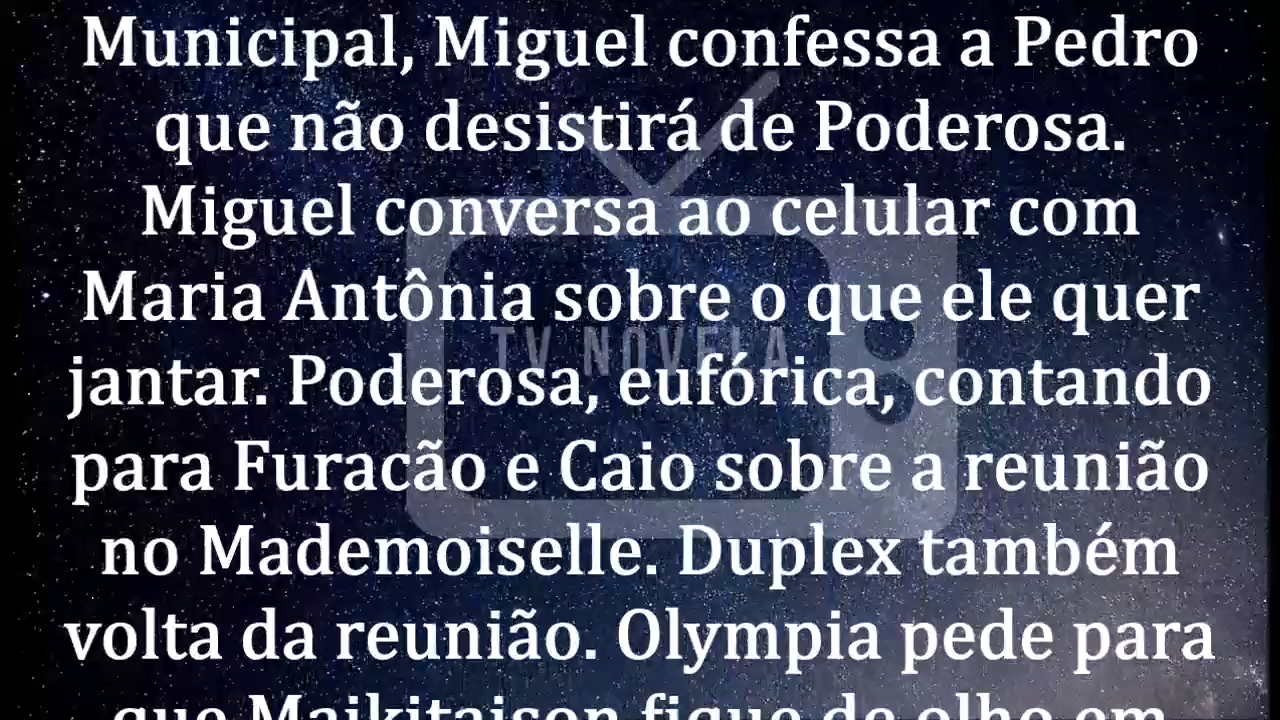 Municipal, Miguel confessa a Pedro
que não desistirá de Poderosa.
Miguel conversa ao celular com
Maria Antônia sobre o que ele quer
TV NOVELA
jantar. Poderosa, eufórica, contando
para Furacão e Caio sobre a reunião
no Mademoiselle. Duplex também
volta da reunião. Olympia pede para
que Maikitaison fique de olho em